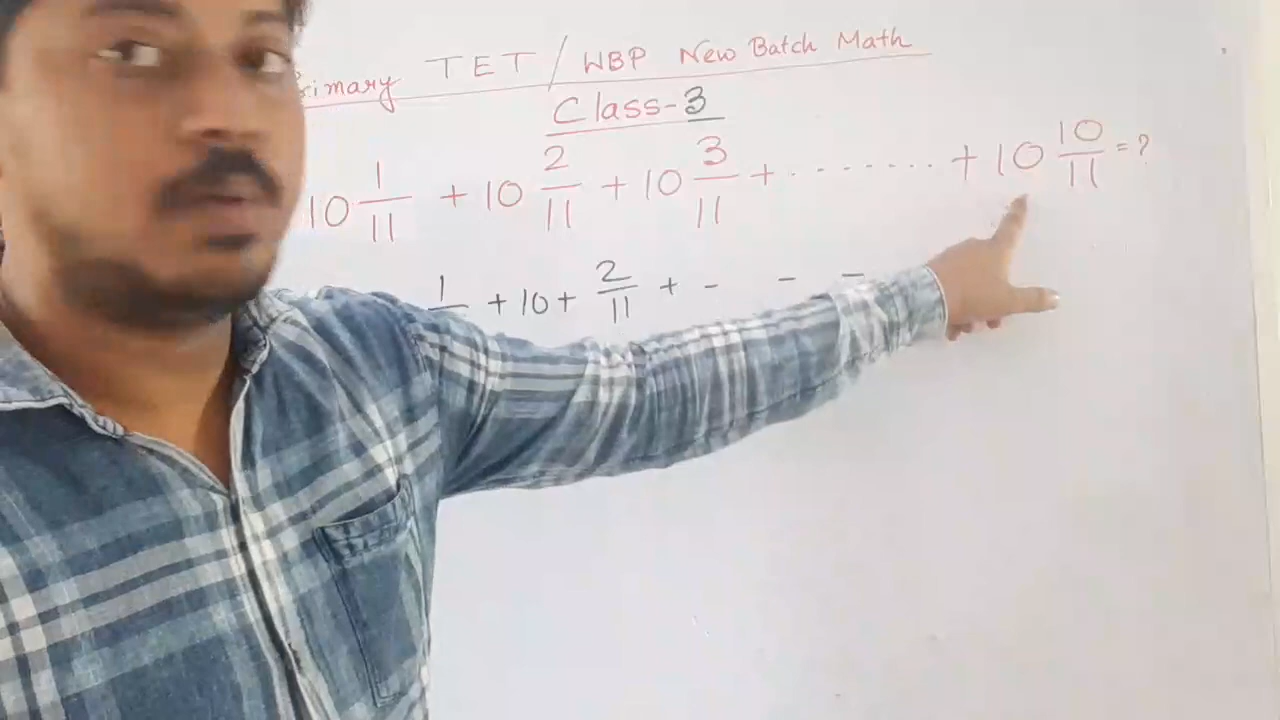 rimary TET / WBP New Batch Math
Class-3
10 1/11 + 10 2/11 + 10 3/11 + ........ + 10 10/11 = ?
1 + 10 + 2/11 + - - -